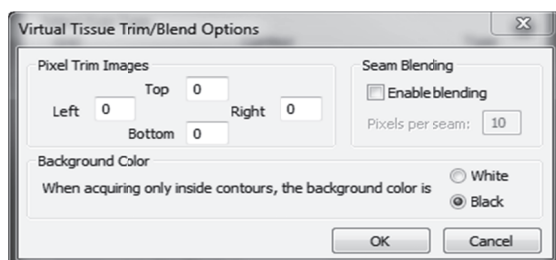 Virtual Tissue Trim/Blend Options
Pixel Trim Images
Top 0
Left 0
Right 0
Bottom 0
Seam Blending
Enable blending
Pixels per seam: 10
Background Color
When acquiring only inside contours, the background color is
White
Black
OK
Cancel